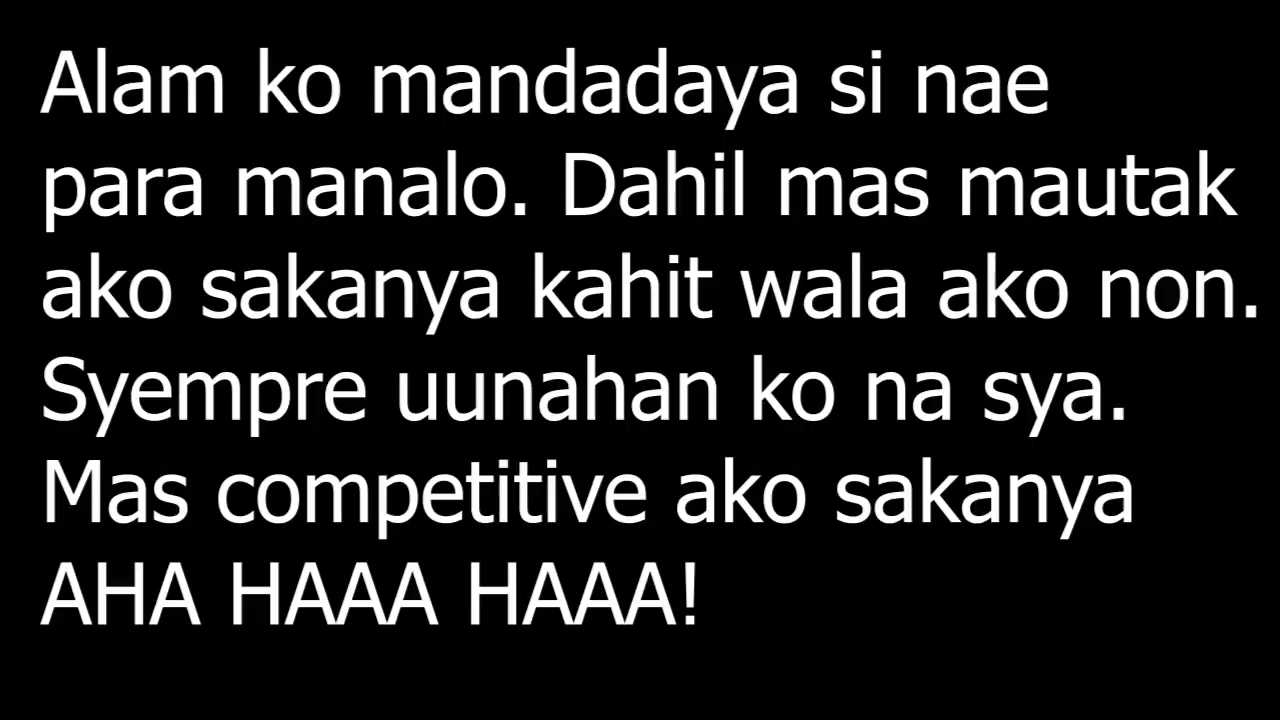 Alam ko mandadaya si nae
para manalo. Dahil mas mautak
ako sakanya kahit wala ako non.
Syempre uunahan ko na sya.
Mas competitive ako sakanya
AHA HAAA HAAA!